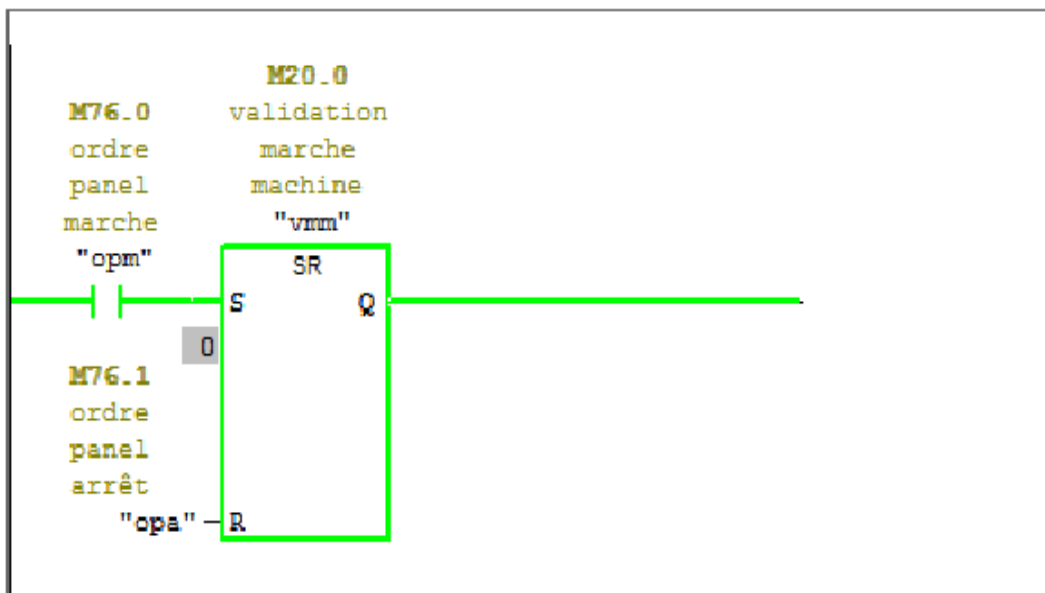 M76.0
ordre
panel
marche
"opm"
M20.0
validation
marche
machine
"vmm"
SR
S
Q
0
M76.1
ordre
panel
arrêt
"opa"
R